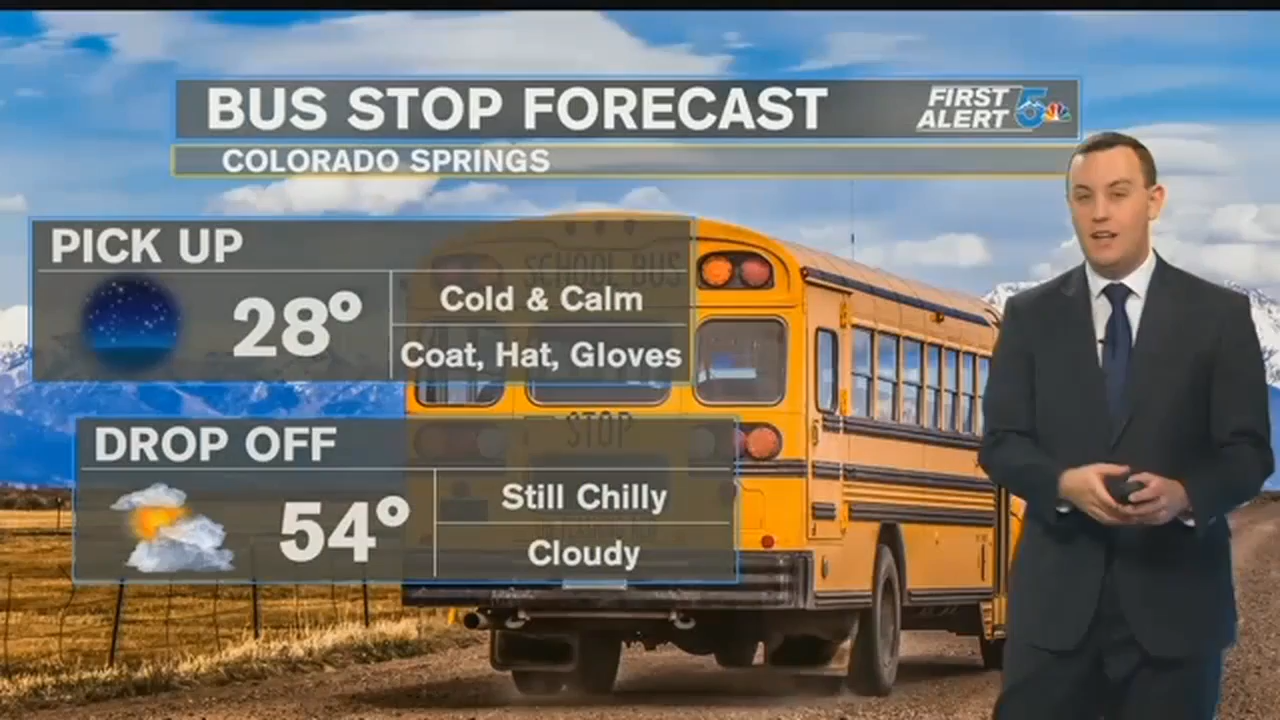 BUS STOP FORECAST
FIRST
ALERT 5
COLORADO SPRINGS
PICK UP
SCHOOL BUS
28°
Cold & Calm
Coat, Hat, Gloves
STOP
DROP OFF
54°
Still Chilly
Cloudy